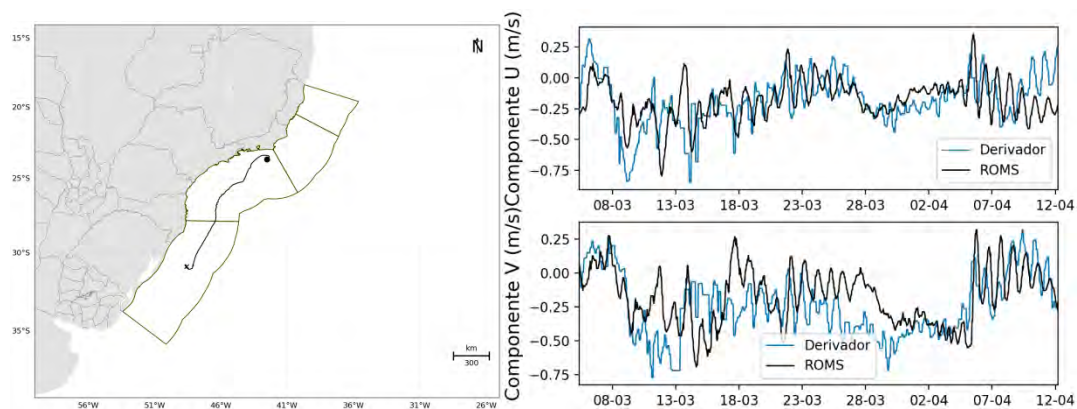 15°S
20°S
25°S
30°S
35°S
56°W 51°W 46°W 41°W 36°W 31°W 26°W 24°W
N
km
300
Componente U (m/s)
0.25
0.00
−0.25
−0.50
−0.75
Derivador
ROMS
08-03 13-03 18-03 23-03 28-03 02-04 07-04 12-04
Componente V (m/s)
0.25
0.00
−0.25
−0.50
−0.75
Derivador
ROMS
08-03 13-03 18-03 23-03 28-03 02-04 07-04 12-04